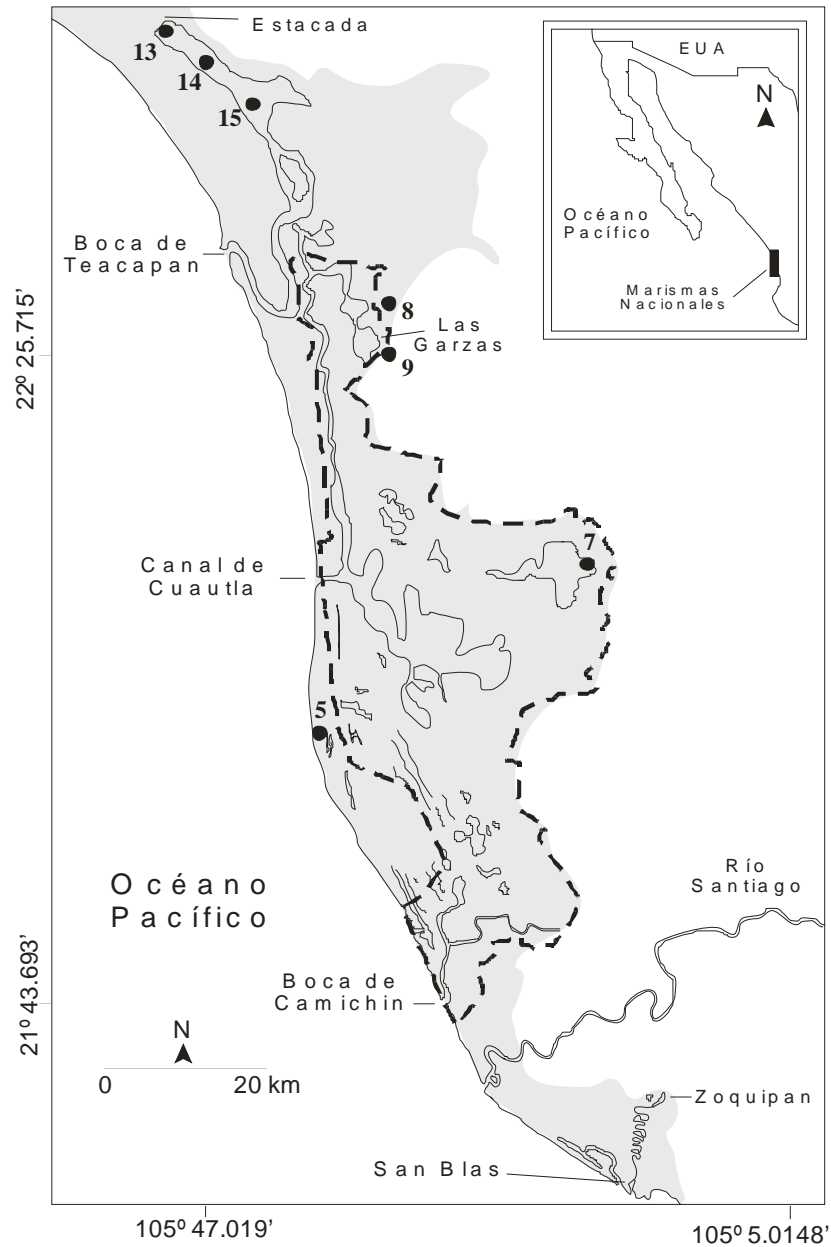 Estacada
13
14
15
EUA
N
Océano
Pacífico
Marismas
Nacionales
Boca de
Teacapan
8
Las
Garzas
9
22º 25.715’
7
Canal de
Cuautla
5
Océano
Pacífico
Río
Santiago
Boca de
Camichin
21º 43.693’
N
0 20 km
Zoquipan
San Blas
105º 47.019’
105º 5.0148’